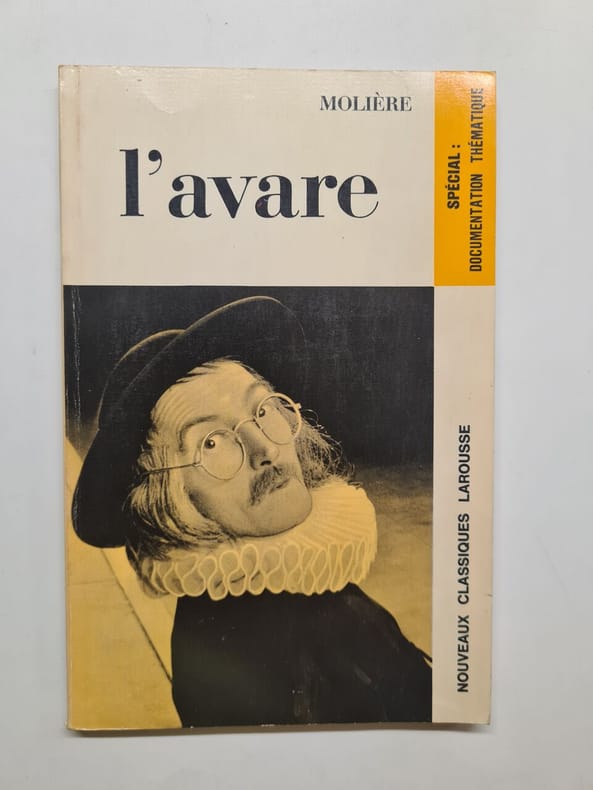 MOLIÈRE
l'avare
SPÉCIAL :
DOCUMENTATION THÉMATIQUE
NOUVEAUX CLASSIQUES LAROUSSE